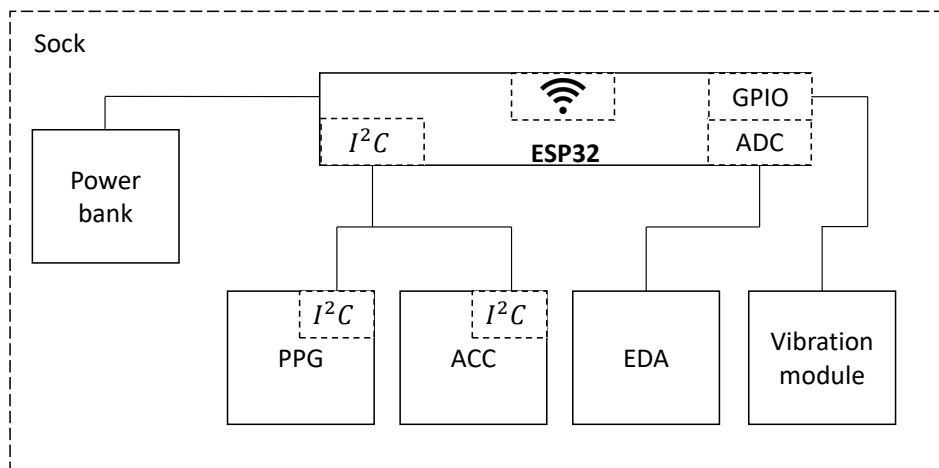 Sock
GPIO
I²C
ESP32
ADC
Power
bank
I²C
I²C
PPG
ACC
EDA
Vibration
module